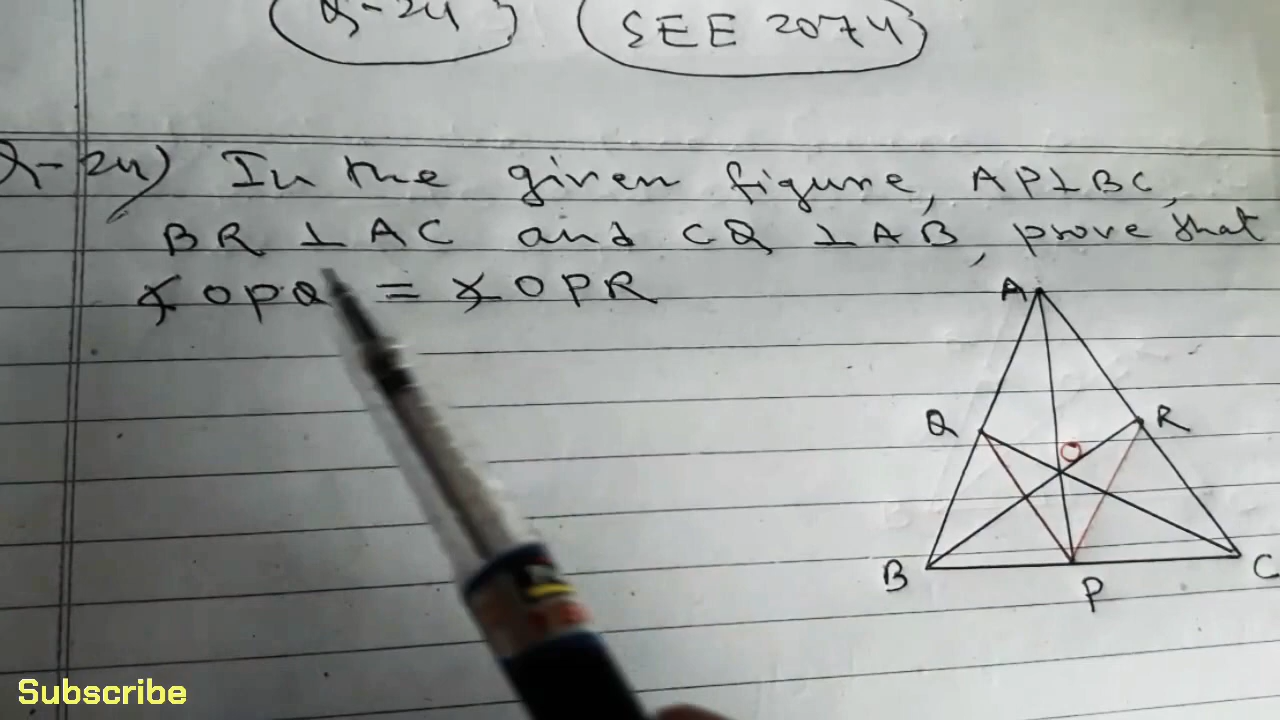 Q-24
SEE 2074
Q-24) In the given figure, AP⊥BC,
BR ⊥ AC and CQ ⊥ AB, prove that
∡OPQ = ∡OPR
A
Q
R
O
B
P
C
Subscribe